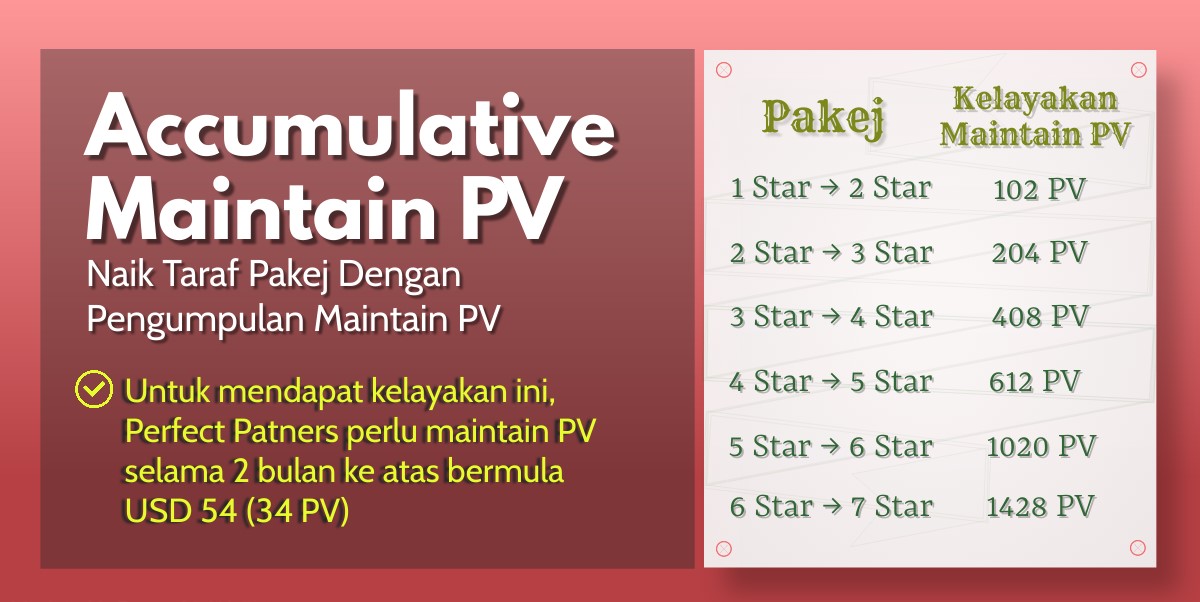 Accumulative
Maintain PV
Naik Taraf Pakej Dengan
Pengumpulan Maintain PV
Untuk mendapat kelayakan ini,
Perfect Patners perlu maintain PV
selama 2 bulan ke atas bermula
USD 54 (34 PV)
Pakej
Kelayakan
Maintain PV
1 Star → 2 Star 102 PV
2 Star → 3 Star 204 PV
3 Star → 4 Star 408 PV
4 Star → 5 Star 612 PV
5 Star → 6 Star 1020 PV
6 Star → 7 Star 1428 PV